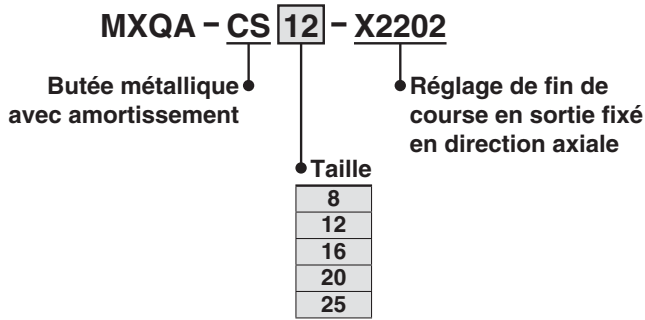 MXQA - CS 12 - X2202
Butée métallique
avec amortissement
Réglage de fin de
course en sortie fixé
en direction axiale
Taille
8
12
16
20
25